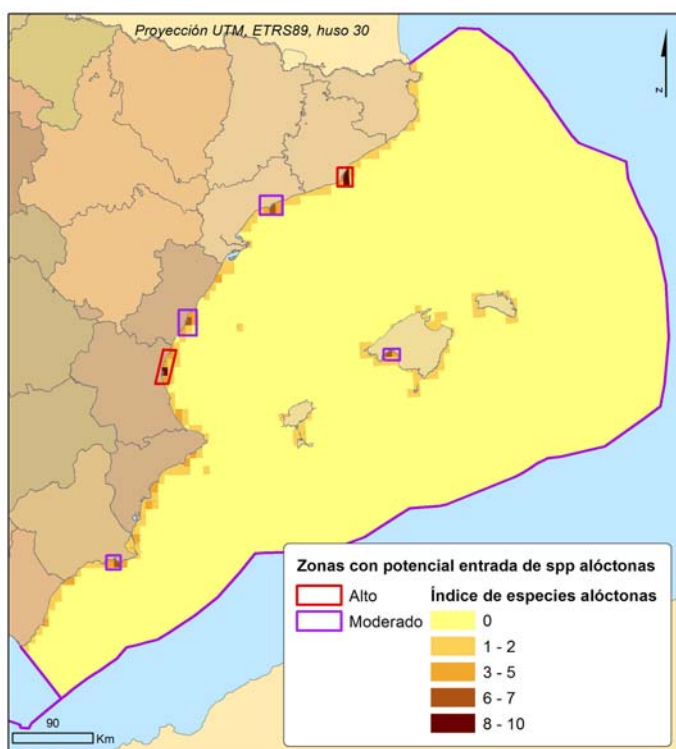 Proyección UTM, ETRS89, huso 30
N
Zonas con potencial entrada de spp alóctonas
Alto
Moderado
Índice de especies alóctonas
0
1 - 2
3 - 5
6 - 7
8 - 10
90
Km